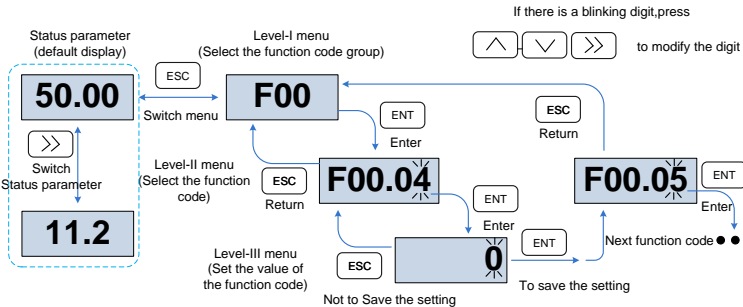 If there is a blinking digit,press
to modify the digit
Status parameter
(default display)
Level-I menu
(Select the function code group)
50.00
ESC
Switch menu
F00
ENT
Enter
ESC
Return
Switch
Status parameter
11.2
Level-II menu
(Select the function
code)
ESC
Return
F00.04
ENT
Enter
F00.05
ENT
Enter
Next function code
Level-III menu
(Set the value of
the function code)
ESC
0
ENT
Not to Save the setting
To save the setting